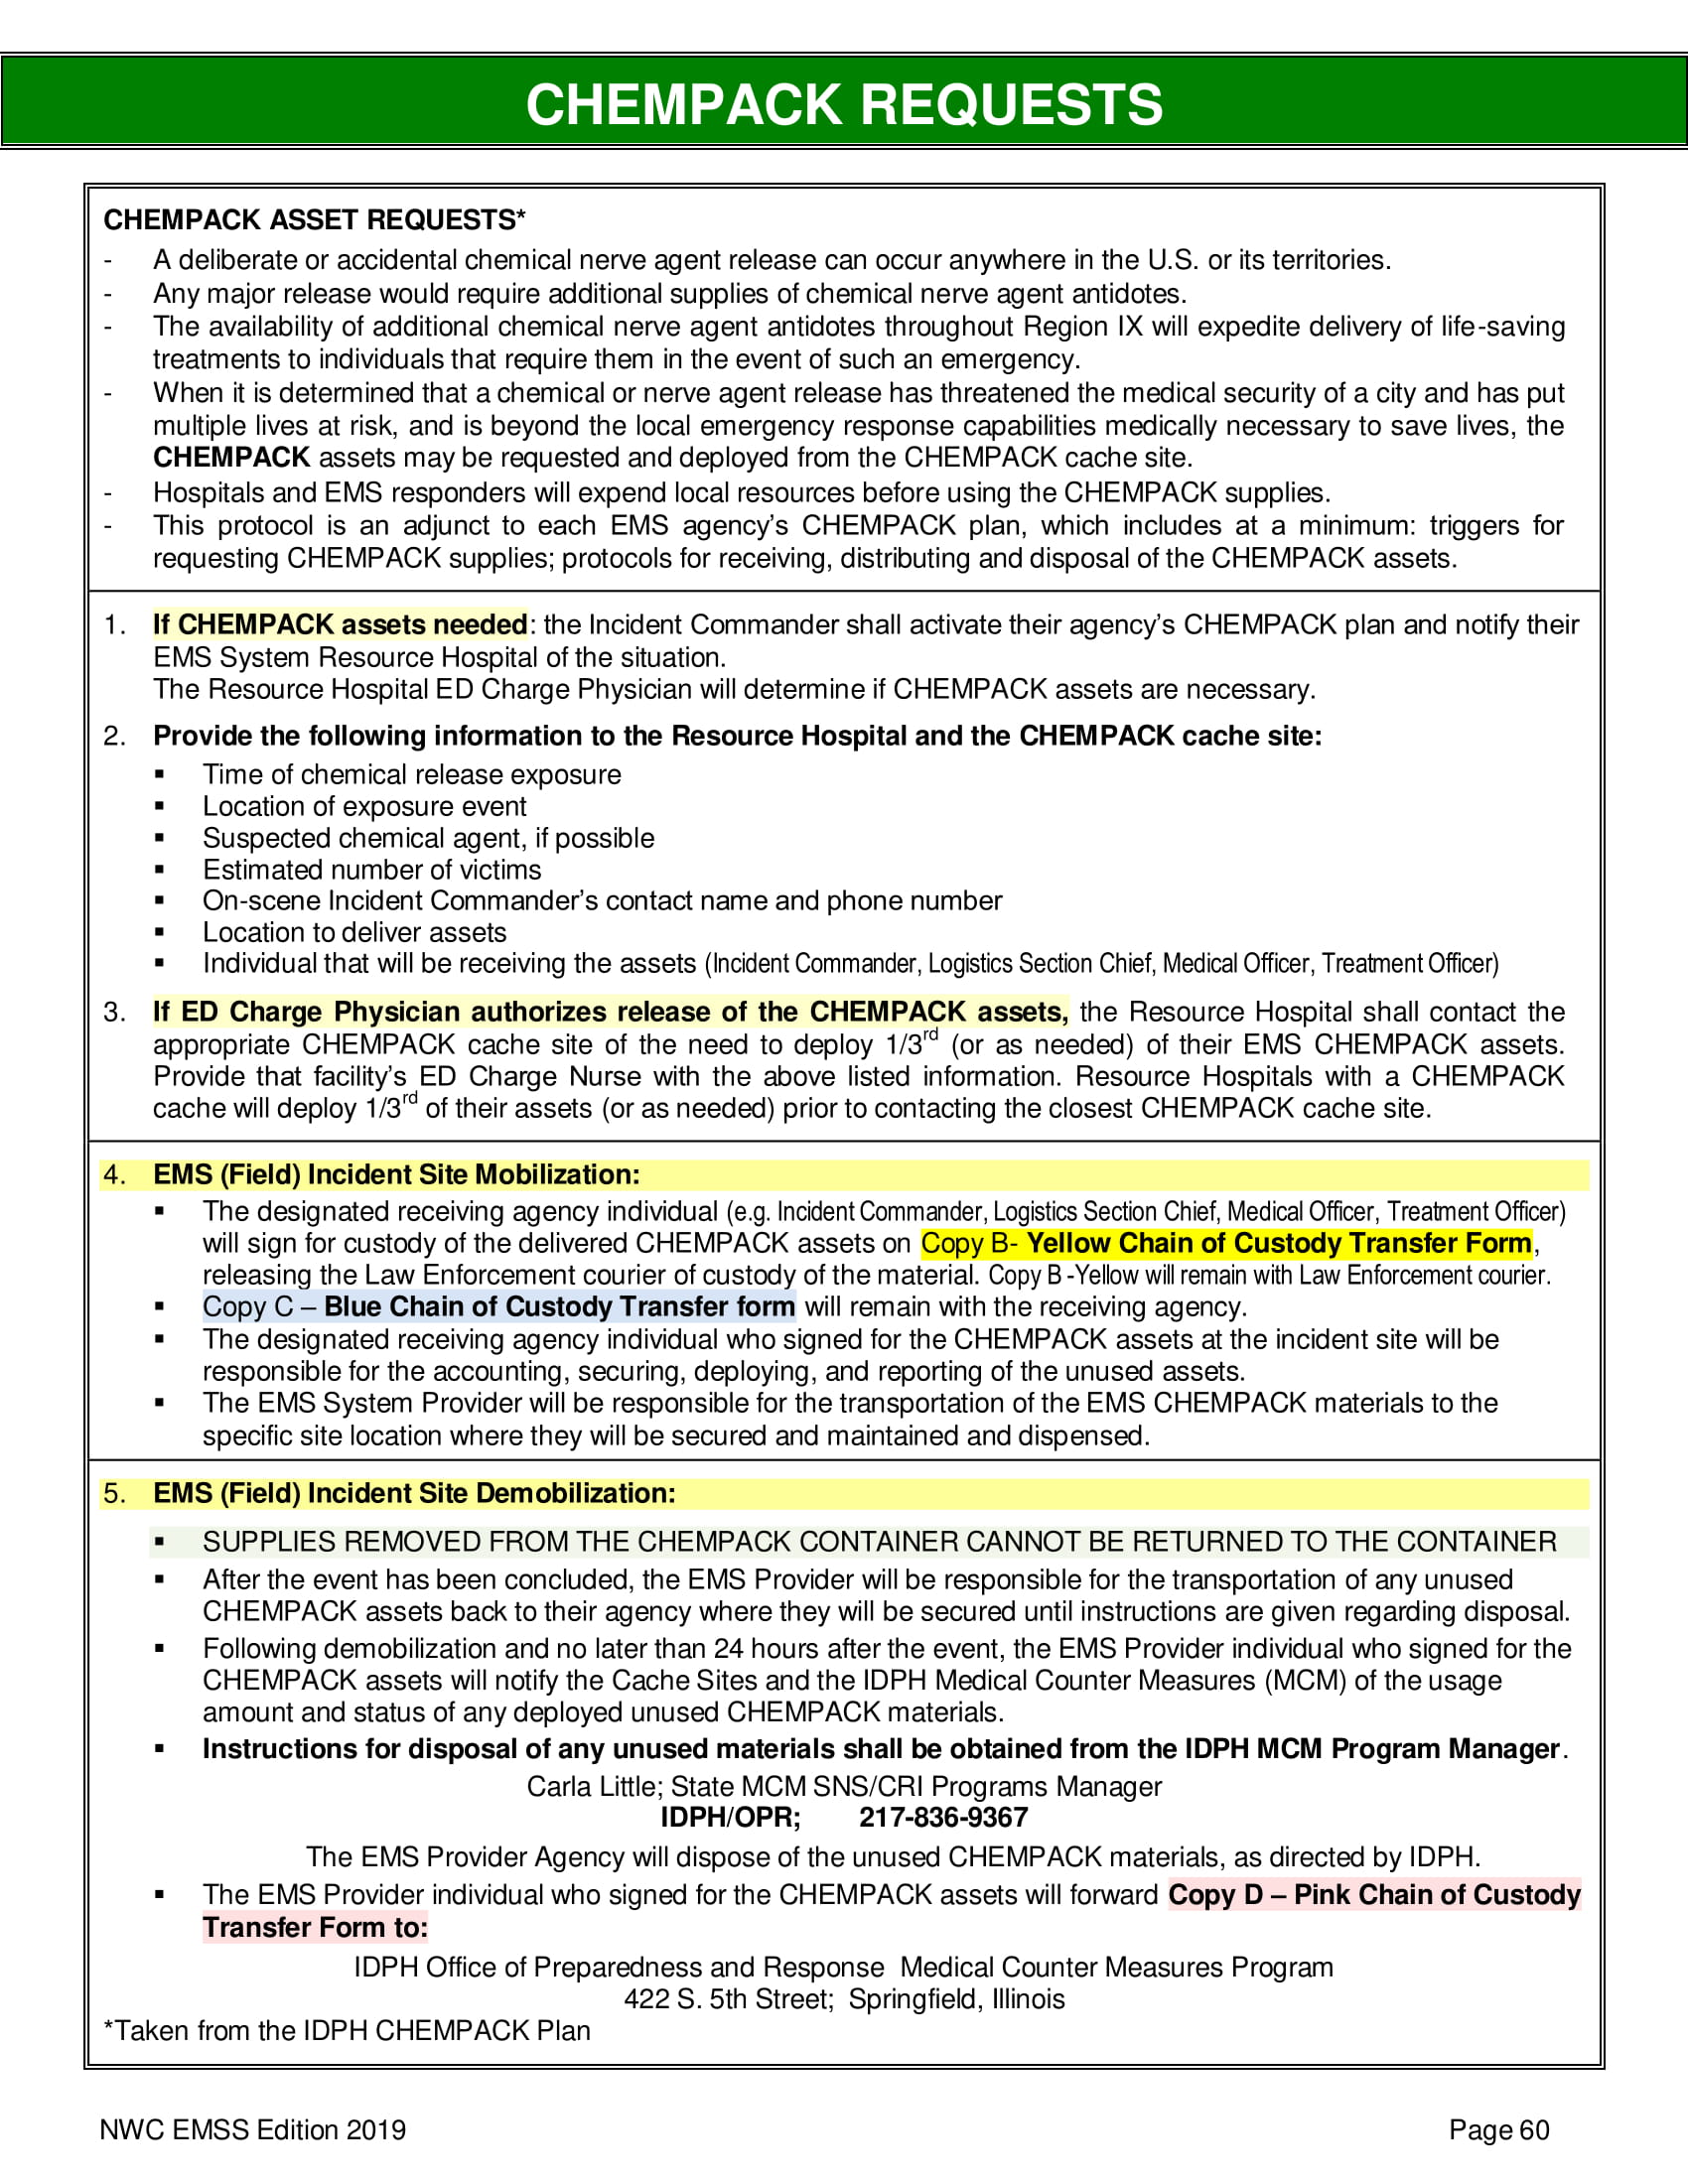 CHEMPACK REQUESTS
CHEMPACK ASSET REQUESTS*
- A deliberate or accidental chemical nerve agent release can occur anywhere in the U.S. or its territories.
- Any major release would require additional supplies of chemical nerve agent antidotes.
- The availability of additional chemical nerve agent antidotes throughout Region IX will expedite delivery of life-saving
treatments to individuals that require them in the event of such an emergency.
- When it is determined that a chemical or nerve agent release has threatened the medical security of a city and has put
multiple lives at risk, and is beyond the local emergency response capabilities medically necessary to save lives, the
CHEMPACK assets may be requested and deployed from the CHEMPACK cache site.
- Hospitals and EMS responders will expend local resources before using the CHEMPACK supplies.
- This protocol is an adjunct to each EMS agency's CHEMPACK plan, which includes at a minimum: triggers for
requesting CHEMPACK supplies; protocols for receiving, distributing and disposal of the CHEMPACK assets.
1. If CHEMPACK assets needed: the Incident Commander shall activate their agency's CHEMPACK plan and notify their
EMS System Resource Hospital of the situation.
The Resource Hospital ED Charge Physician will determine if CHEMPACK assets are necessary.
2. Provide the following information to the Resource Hospital and the CHEMPACK cache site:
▪ Time of chemical release exposure
▪ Location of exposure event
▪ Suspected chemical agent, if possible
▪ Estimated number of victims
▪ On-scene Incident Commander's contact name and phone number
▪ Location to deliver assets
▪ Individual that will be receiving the assets (Incident Commander, Logistics Section Chief, Medical Officer, Treatment Officer)
3. If ED Charge Physician authorizes release of the CHEMPACK assets, the Resource Hospital shall contact the
appropriate CHEMPACK cache site of the need to deploy 1/3rd (or as needed) of their EMS CHEMPACK assets.
Provide that facility's ED Charge Nurse with the above listed information. Resource Hospitals with a CHEMPACK
cache will deploy 1/3rd of their assets (or as needed) prior to contacting the closest CHEMPACK cache site.
4. EMS (Field) Incident Site Mobilization:
▪ The designated receiving agency individual (e.g. Incident Commander, Logistics Section Chief, Medical Officer, Treatment Officer)
will sign for custody of the delivered CHEMPACK assets on Copy B- Yellow Chain of Custody Transfer Form,
releasing the Law Enforcement courier of custody of the material. Copy B -Yellow will remain with Law Enforcement courier.
▪ Copy C – Blue Chain of Custody Transfer form will remain with the receiving agency.
▪ The designated receiving agency individual who signed for the CHEMPACK assets at the incident site will be
responsible for the accounting, securing, deploying, and reporting of the unused assets.
▪ The EMS System Provider will be responsible for the transportation of the EMS CHEMPACK materials to the
specific site location where they will be secured and maintained and dispensed.
5. EMS (Field) Incident Site Demobilization:
▪ SUPPLIES REMOVED FROM THE CHEMPACK CONTAINER CANNOT BE RETURNED TO THE CONTAINER
▪ After the event has been concluded, the EMS Provider will be responsible for the transportation of any unused
CHEMPACK assets back to their agency where they will be secured until instructions are given regarding disposal.
▪ Following demobilization and no later than 24 hours after the event, the EMS Provider individual who signed for the
CHEMPACK assets will notify the Cache Sites and the IDPH Medical Counter Measures (MCM) of the usage
amount and status of any deployed unused CHEMPACK materials.
▪ Instructions for disposal of any unused materials shall be obtained from the IDPH MCM Program Manager.
Carla Little; State MCM SNS/CRI Programs Manager
IDPH/OPR; 217-836-9367
The EMS Provider Agency will dispose of the unused CHEMPACK materials, as directed by IDPH.
▪ The EMS Provider individual who signed for the CHEMPACK assets will forward Copy D – Pink Chain of Custody
Transfer Form to:
IDPH Office of Preparedness and Response Medical Counter Measures Program
422 S. 5th Street; Springfield, Illinois
*Taken from the IDPH CHEMPACK Plan
NWC EMSS Edition 2019
Page 60